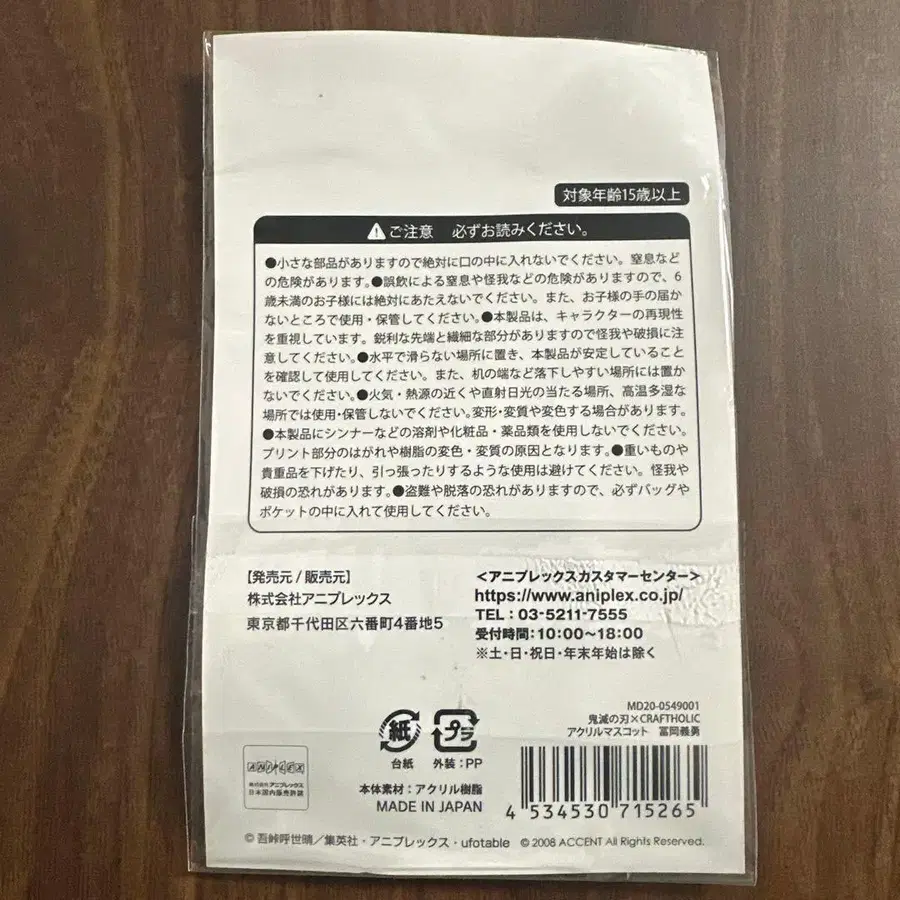 対象年齢15歳以上
ご注意 必ずお読みください。
●小さな部品がありますので絶対に口の中に入れないでください。窒息など
の危険があります。●誤飲による窒息や怪我などの危険がありますので、6
歳未満のお子様には絶対にあたえないでください。また、お子様の手の届か
ないところで使用・保管してください。●本製品は、キャラクターの再現性
を重視しています。鋭利な先端と繊細な部分がありますので怪我や破損に注
意してください。●水平で滑らない場所に置き、本製品が安定していること
を確認して使用してください。また、机の端など落下しやすい場所には置か
ないでください。●火気・熱源の近くや直射日光の当たる場所、高温多湿な
場所では使用・保管しないでください。変形・変質や変色する場合があります。
●本製品にシンナーなどの溶剤や化粧品・薬品類を使用しないでください。
プリント部分のはがれや樹脂の変色・変質の原因となります。●重いものや
貴重品を下げたり、引っ張ったりするような使用は避けてください。怪我や
破損の恐れがあります。●盗難や脱落の恐れがありますので、必ずバッグや
ポケットの中に入れて使用してください。
【発売元 / 販売元】
株式会社アニプレックス
東京都千代田区六番町4番地5
＜アニプレックスカスタマーセンター＞
https://www.aniplex.co.jp/
TEL：03-5211-7555
受付時間：10:00～18:00
※土・日・祝日・年末年始は除く
MD20-0549001
鬼滅の刃×CRAFTHOLIC
アクリルマスコット 冨岡義勇
紙
台紙
プラ
外装：PP
ANIPLEX
株式会社アニプレックス
日本国内販売許諾
本体素材：アクリル樹脂
MADE IN JAPAN
4 534530 715265
© 吾峠呼世晴／集英社・アニプレックス・ufotable © 2008 ACCENT All Rights Reserved.